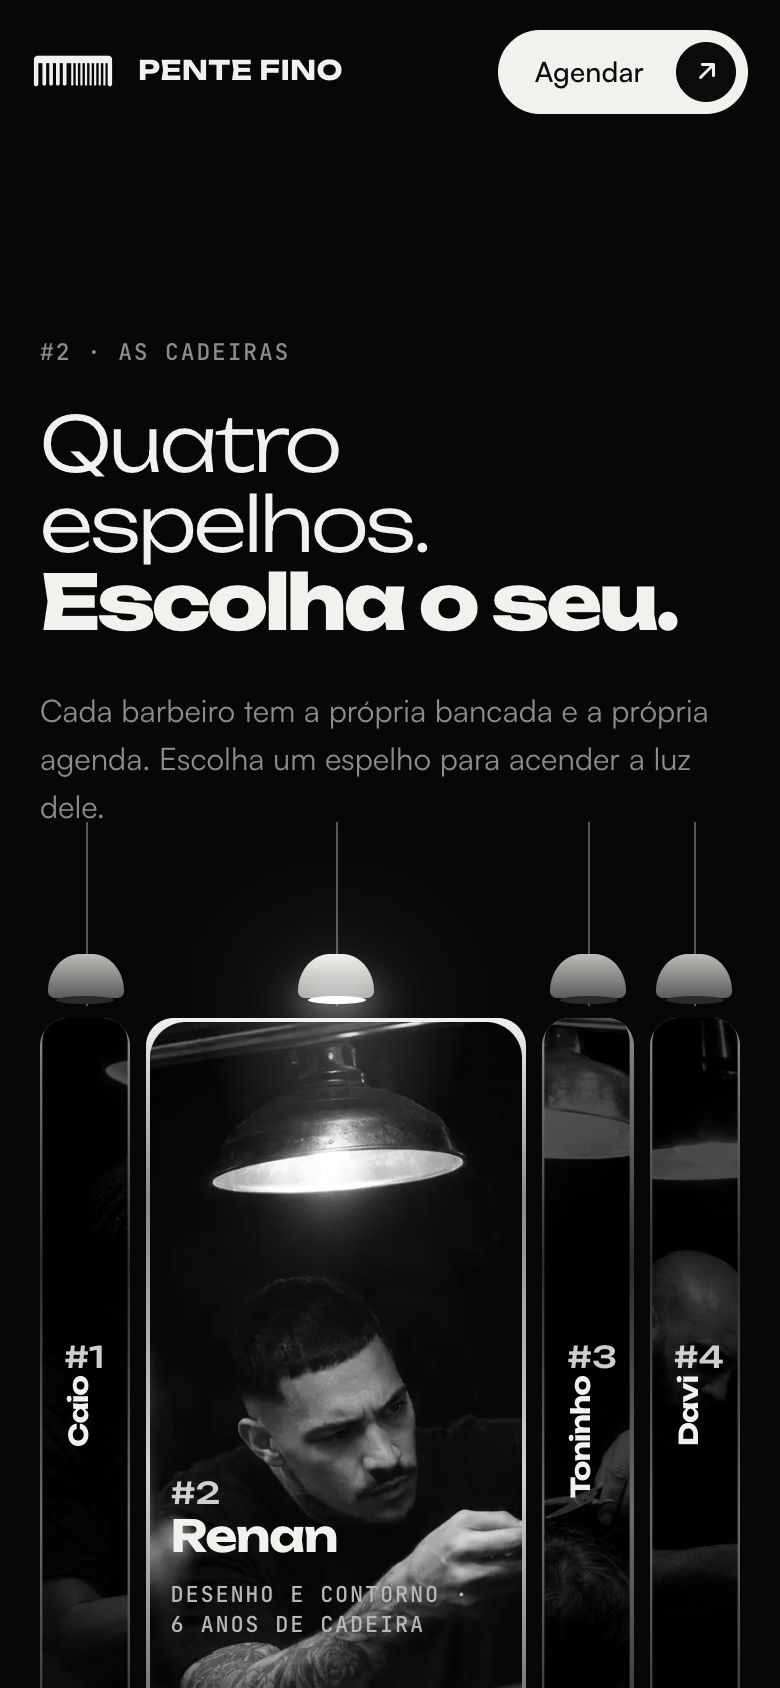 PENTE FINO
Agendar
#2 · AS CADEIRAS
Quatro
espelhos.
Escolha o seu.
Cada barbeiro tem a própria bancada e a própria
agenda. Escolha um espelho para acender a luz
dele.
#1
Caio
#2
Renan
DESENHO E CONTORNO ·
6 ANOS DE CADEIRA
#3
Toninho
#4
Davi